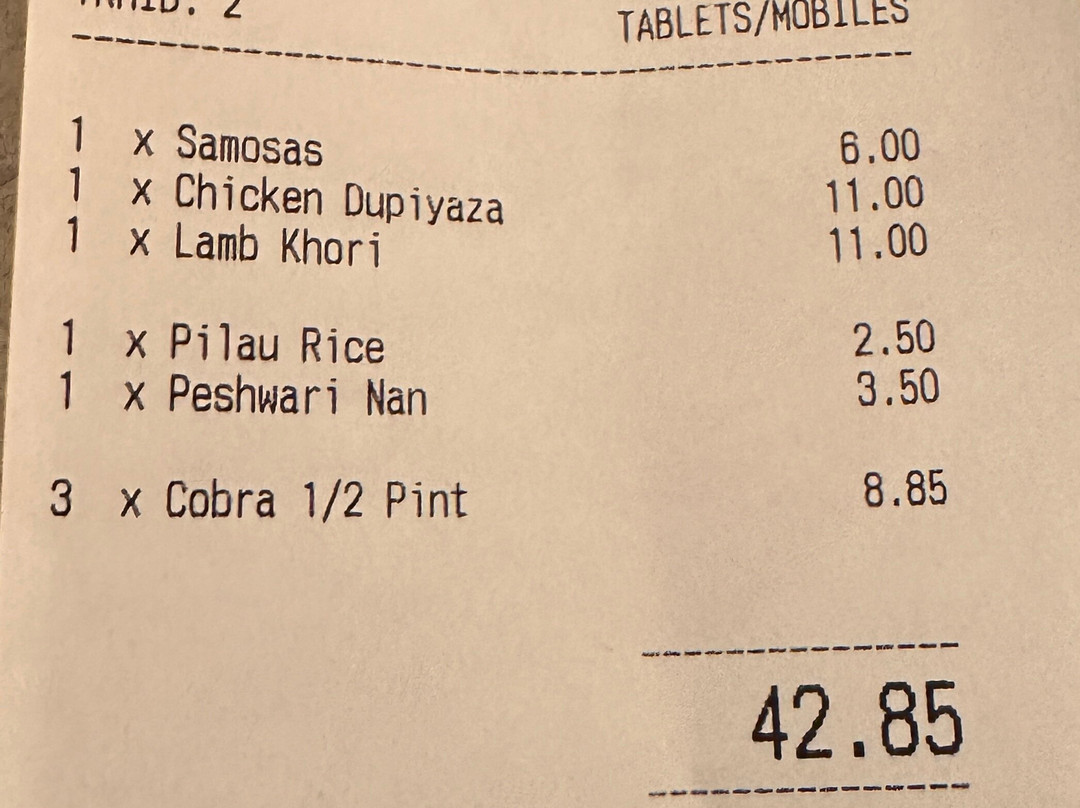 2
TABLETS/MOBILES
1 x Samosas 6.00
1 x Chicken Dupiyaza 11.00
1 x Lamb Khori 11.00
1 x Pilau Rice 2.50
1 x Peshwari Nan 3.50
3 x Cobra 1/2 Pint 8.85
42.85